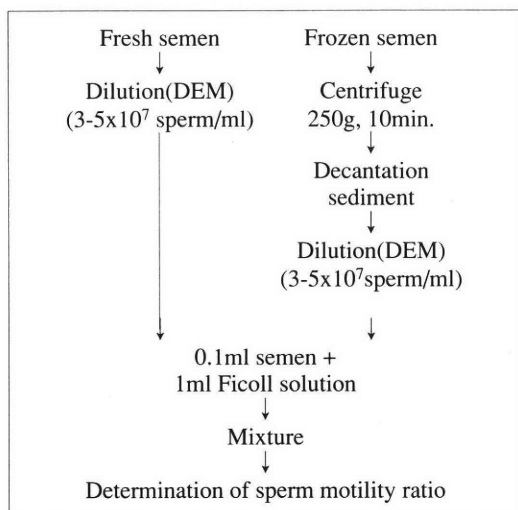 Fresh semen
Dilution(DEM)
(3-5x10⁷ sperm/ml)
Frozen semen
Centrifuge
250g, 10min.
Decantation
sediment
Dilution(DEM)
(3-5x10⁷sperm/ml)
0.1ml semen +
1ml Ficoll solution
Mixture
Determination of sperm motility ratio